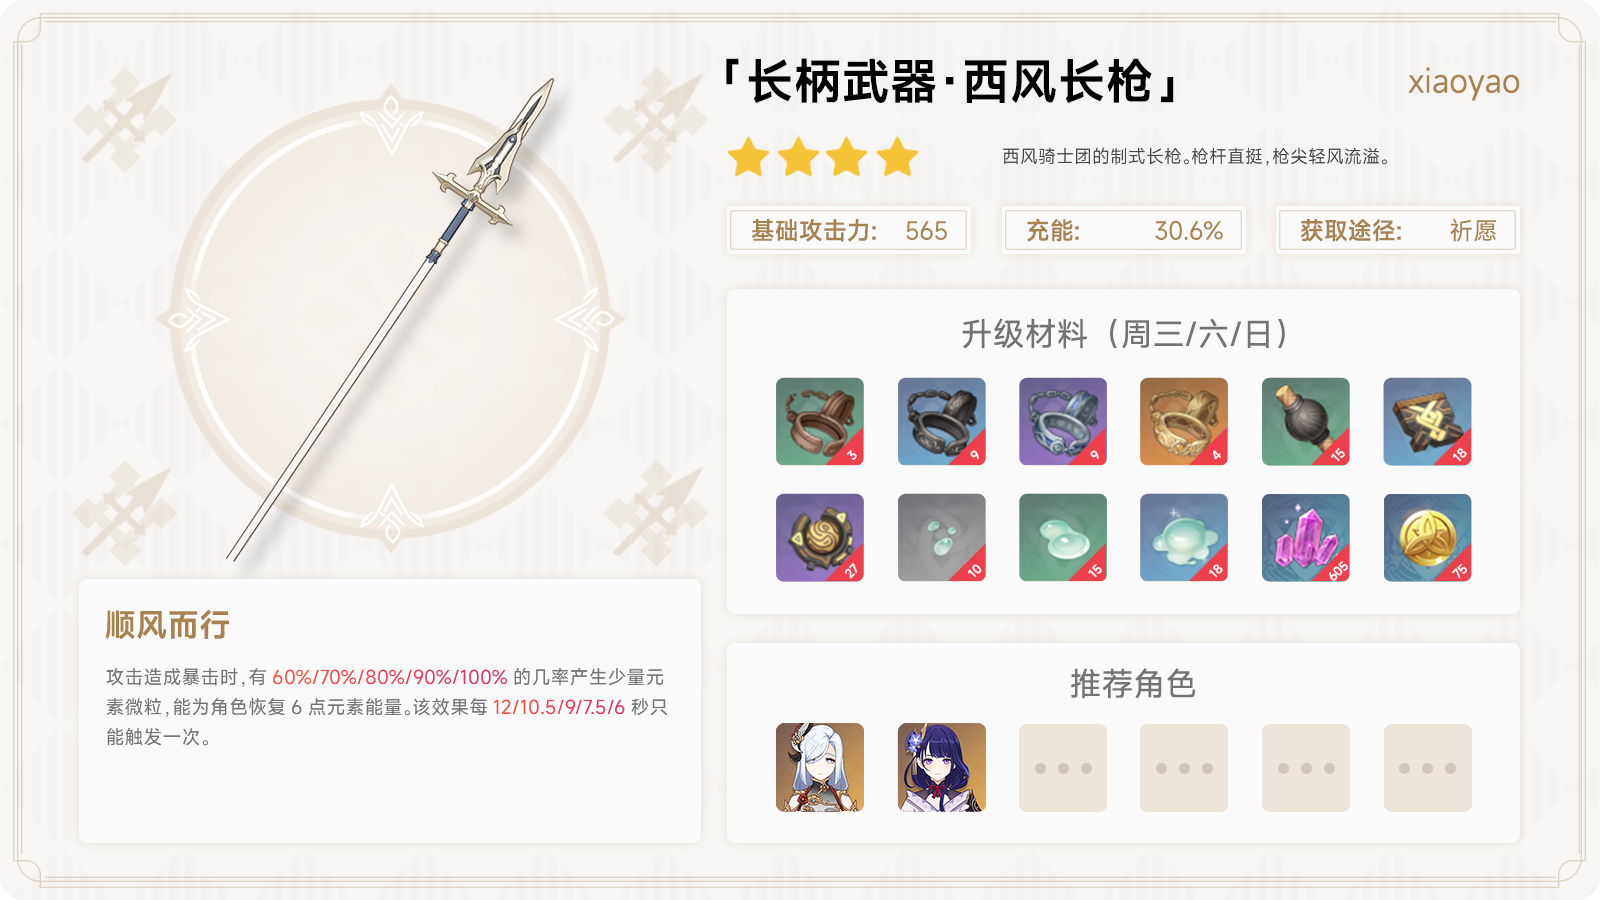 「长柄武器·西风长枪」
xiaoyao
西风骑士团的制式长枪。枪杆直挺,枪尖轻风流溢。
基础攻击力: 565
充能: 30.6%
获取途径: 祈愿
升级材料（周三/六/日）
3
9
9
4
15
18
27
10
15
18
605
75
顺风而行
攻击造成暴击时,有 60%/70%/80%/90%/100% 的几率产生少量元
素微粒,能为角色恢复 6 点元素能量。该效果每 12/10.5/9/7.5/6 秒只
能触发一次。
推荐角色